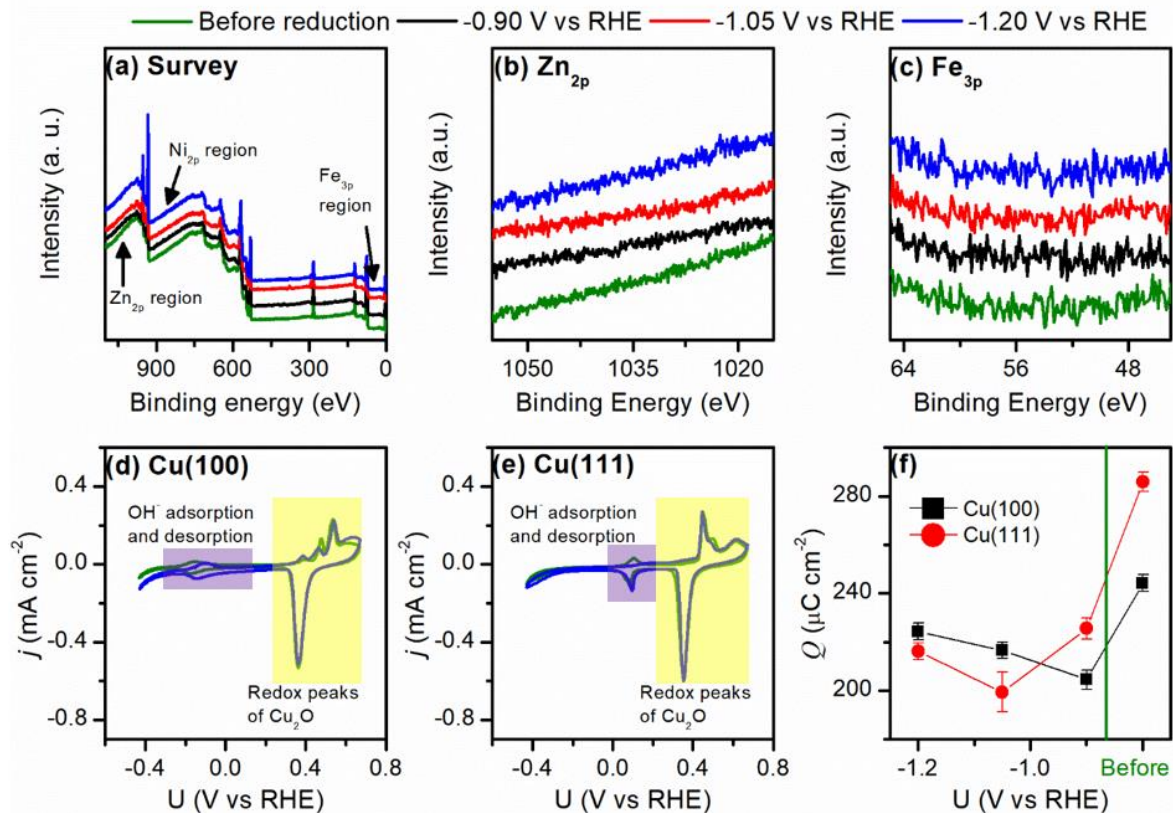 Before reduction -0.90 V vs RHE -1.05 V vs RHE -1.20 V vs RHE
(a) Survey
Intensity (a. u.)
Ni2p region
Fe3p
region
Zn2p region
900 600 300 0
Binding energy (eV)
(b) Zn2p
Intensity (a.u.)
1050 1035 1020
Binding Energy (eV)
(c) Fe3p
Intensity (a.u.)
64 56 48
Binding Energy (eV)
(d) Cu(100)
j (mA cm-2)
0.4
0.0
-0.4
-0.8
OH- adsorption
and desorption
Redox peaks
of Cu2O
-0.4 0.0 0.4 0.8
U (V vs RHE)
(e) Cu(111)
j (mA cm-2)
0.4
0.0
-0.4
-0.8
OH- adsorption
and desorption
Redox peaks
of Cu2O
-0.4 0.0 0.4 0.8
U (V vs RHE)
(f)
Q (μC cm-2)
280
240
200
Cu(100)
Cu(111)
-1.2 -1.0 Before
U (V vs RHE)